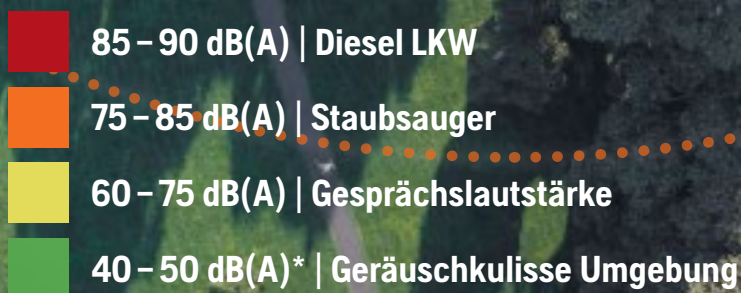 85 – 90 dB(A) | Diesel LKW
75 – 85 dB(A) | Staubsauger
60 – 75 dB(A) | Gesprächslautstärke
40 – 50 dB(A)* | Geräuschkulisse Umgebung